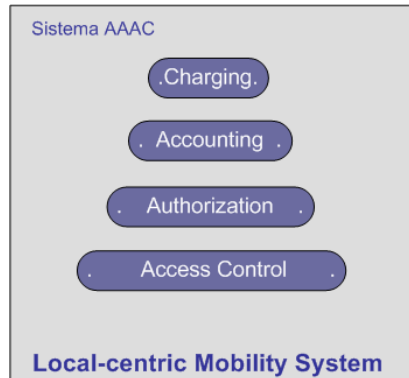 Sistema AAAC
.Charging.
. Accounting .
. Authorization .
. Access Control .
Local-centric Mobility System